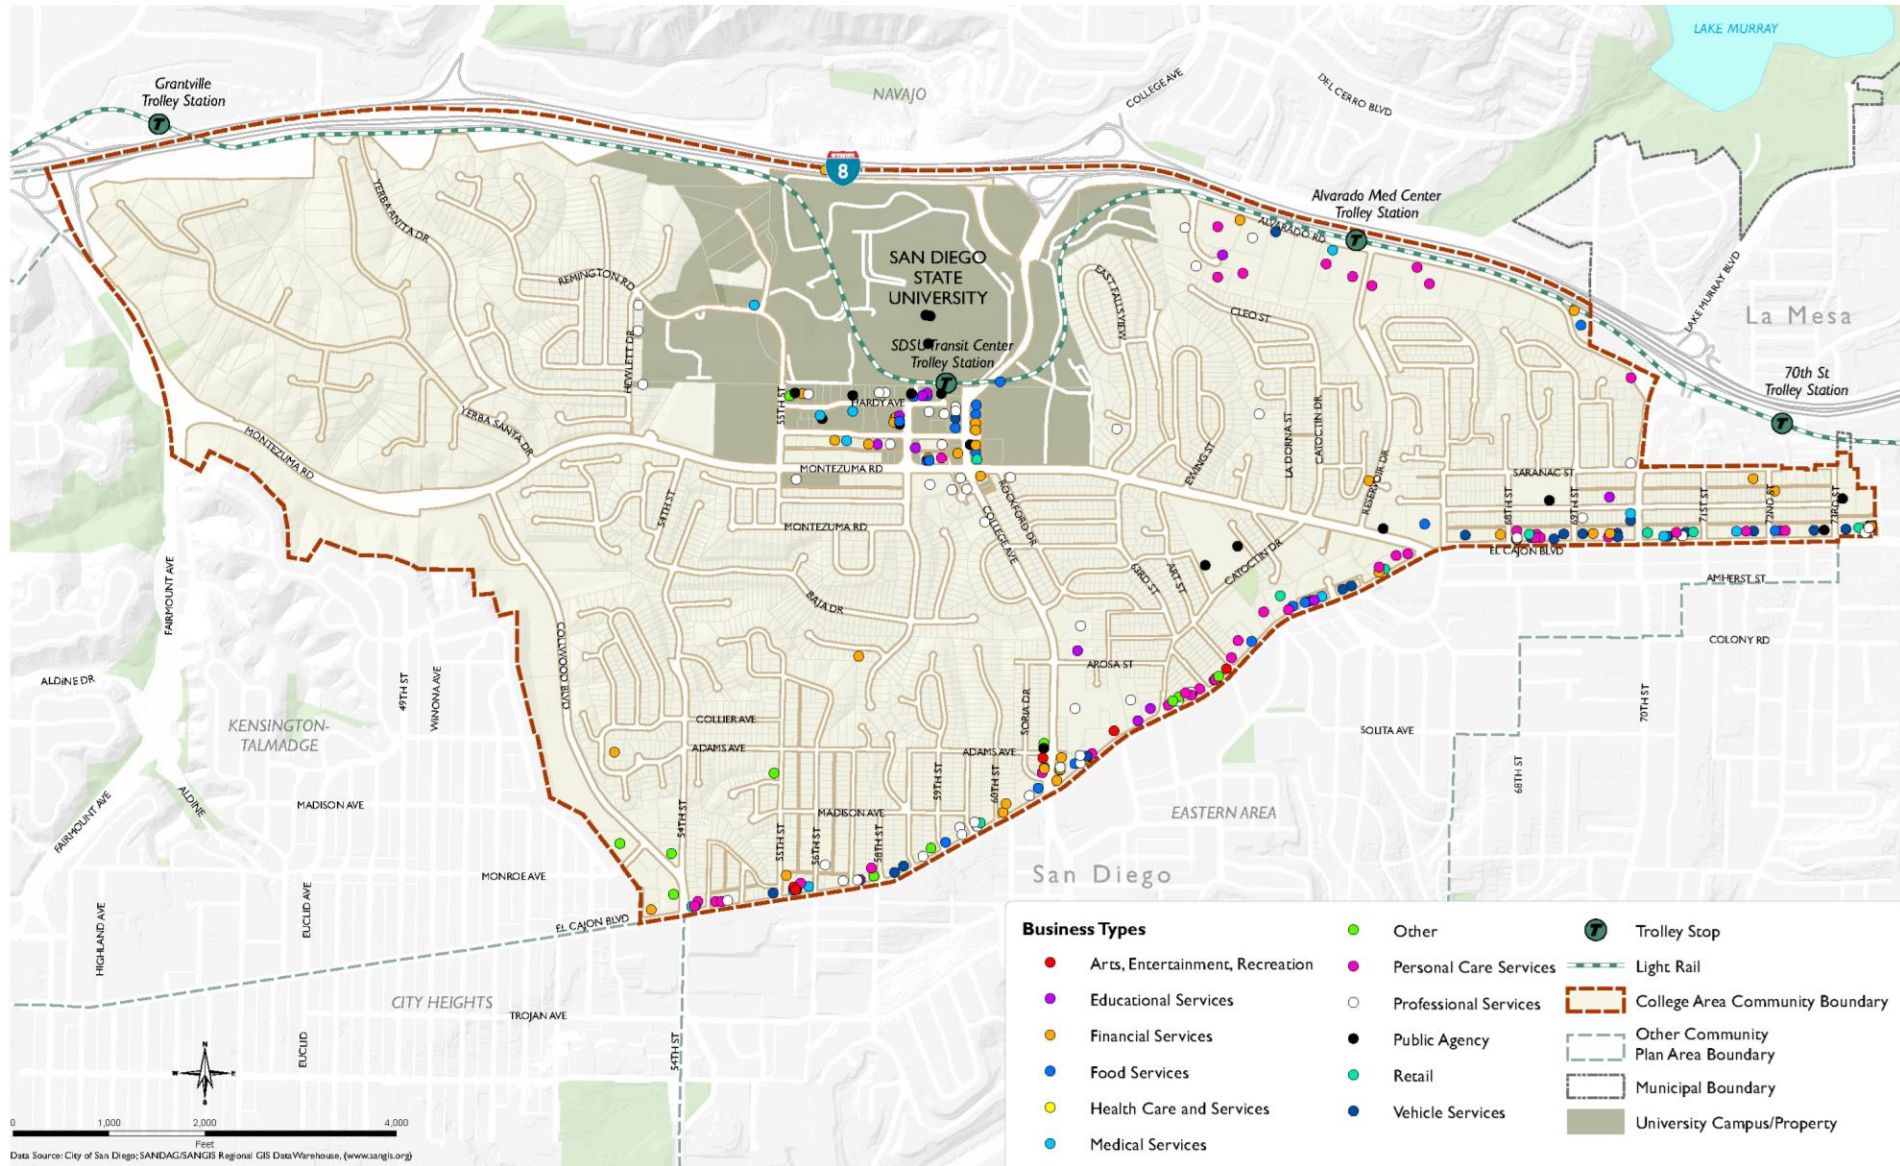 LAKE MURRAY
Grantville
Trolley Station
NAVAJO
COLLEGE AVE
DEL CERRO BLVD
INTERSTATE
8
Alvarado Med Center
Trolley Station
ALVARADO RD
YERBA ANITA DR
REMINGTON RD
SAN DIEGO
STATE
UNIVERSITY
EAST FALLS VIEW
CLEO ST
LAKE MURRAY BLVD
La Mesa
HEWLETT DR
SDSU Transit Center
Trolley Station
70th St
Trolley Station
55TH ST
HARDY AVE
LA DORNA ST
CATOCTIN DR
YERBA SANTA DR
MONTEZUMA RD
MONTEZUMA RD
EWING ST
RESERVOIR DR
SARANAC ST
54TH ST
ROCKFORD DR
68TH ST
69TH ST
71ST ST
72ND ST
73RD ST
MONTEZUMA RD
COLLEGE AVE
EL CAJON BLVD
FAIRMOUNT AVE
63RD ST
ART ST
CATOCTIN DR
AMHERST ST
BAJA DR
COLLWOOD BLVD
COLONY RD
ALDINE DR
49TH ST
WINONA AVE
AROSA ST
KENSINGTON-
TALMADGE
COLLIER AVE
SORIA DR
70TH ST
SOLITA AVE
ADAMS AVE
ADAMS AVE
68TH ST
FAIRMOUNT AVE
ALDINE
MADISON AVE
54TH ST
MADISON AVE
59TH ST
60TH ST
EASTERN AREA
55TH ST
56TH ST
58TH ST
San Diego
MONROE AVE
HIGHLAND AVE
EUCLID AVE
EL CAJON BLVD
CITY HEIGHTS
TROJAN AVE
EUCLID
54TH ST
N
W
E
S
0
1,000
2,000
4,000
Feet
Data Source: City of San Diego; SANDAG/SANGIS Regional GIS Data Warehouse, (www.sangis.org)
Business Types
Arts, Entertainment, Recreation
Educational Services
Financial Services
Food Services
Health Care and Services
Medical Services
Other
Personal Care Services
Professional Services
Public Agency
Retail
Vehicle Services
T
Trolley Stop
Light Rail
College Area Community Boundary
Other Community
Plan Area Boundary
Municipal Boundary
University Campus/Property